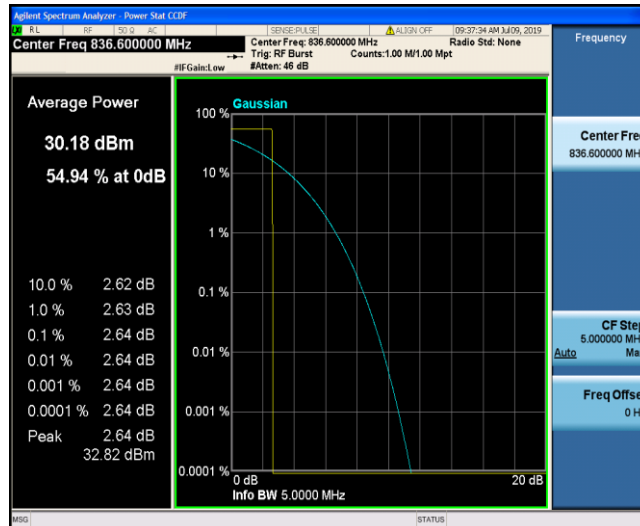 Agilent Spectrum Analyzer - Power Stat CCDF
RL RF 50 Ω AC SENSE:PULSE ALIGN OFF 09:37:34 AM Jul 09, 2019
Center Freq 836.600000 MHz
Center Freq: 836.600000 MHz Radio Std: None
Trig: RF Burst Counts:1.00 M/1.00 Mpt
#IFGain:Low #Atten: 46 dB
Frequency
Average Power
30.18 dBm
54.94 % at 0dB
10.0 % 2.62 dB
1.0 % 2.63 dB
0.1 % 2.64 dB
0.01 % 2.64 dB
0.001 % 2.64 dB
0.0001 % 2.64 dB
Peak 2.64 dB
32.82 dBm
Gaussian
100 %
10 %
1 %
0.1 %
0.01 %
0.001 %
0.0001 %
0 dB 20 dB
Info BW 5.0000 MHz
Center Fre
836.600000 MH
CF Step
5.000000 MH
Auto Ma
Freq Offse
0 H
MSG STATUS